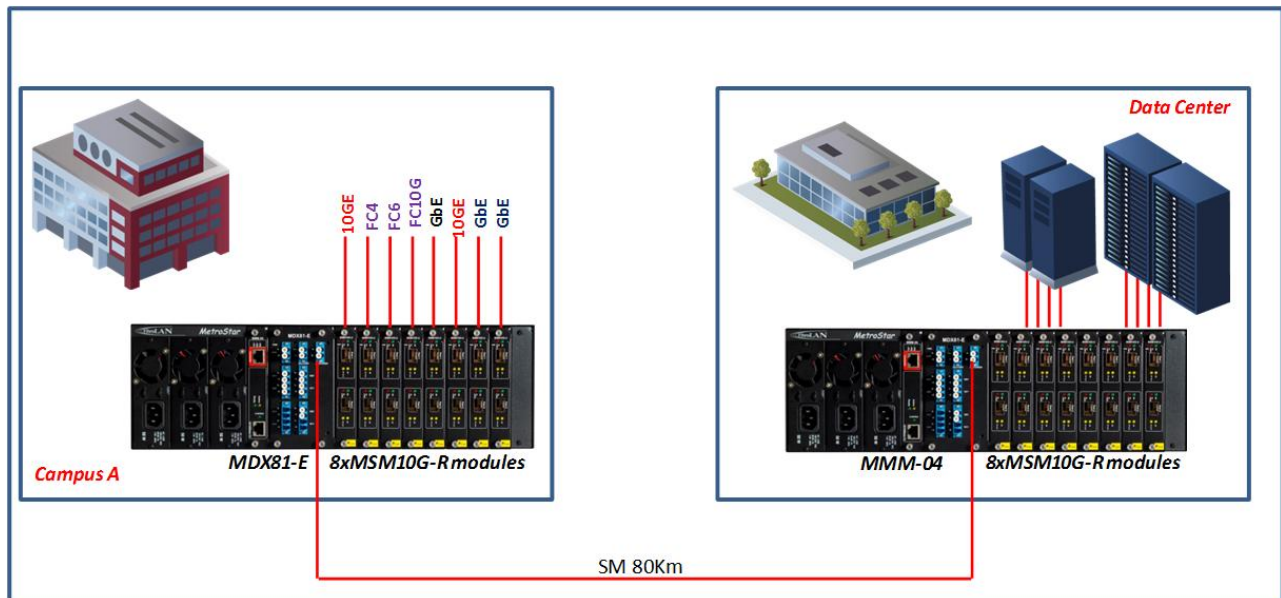 Data Center
10GE
FC4
FC6
FC10G
GbE
10GE
GbE
GbE
MetroStar
MDX81-E
MetroStar
MDX81-E
MDX81-E
8xMSM10G-R modules
Campus A
MMM-04
8xMSM10G-R modules
SM 80Km